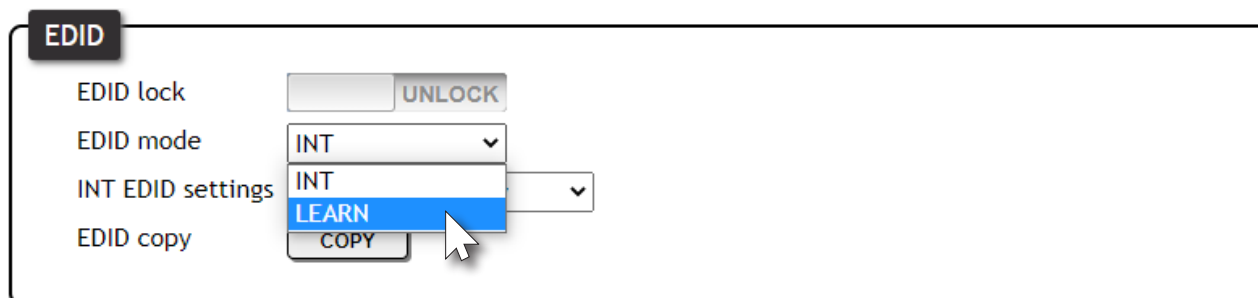 EDID
EDID lock UNLOCK
EDID mode INT
INT
INT EDID settings
LEARN
EDID copy COPY